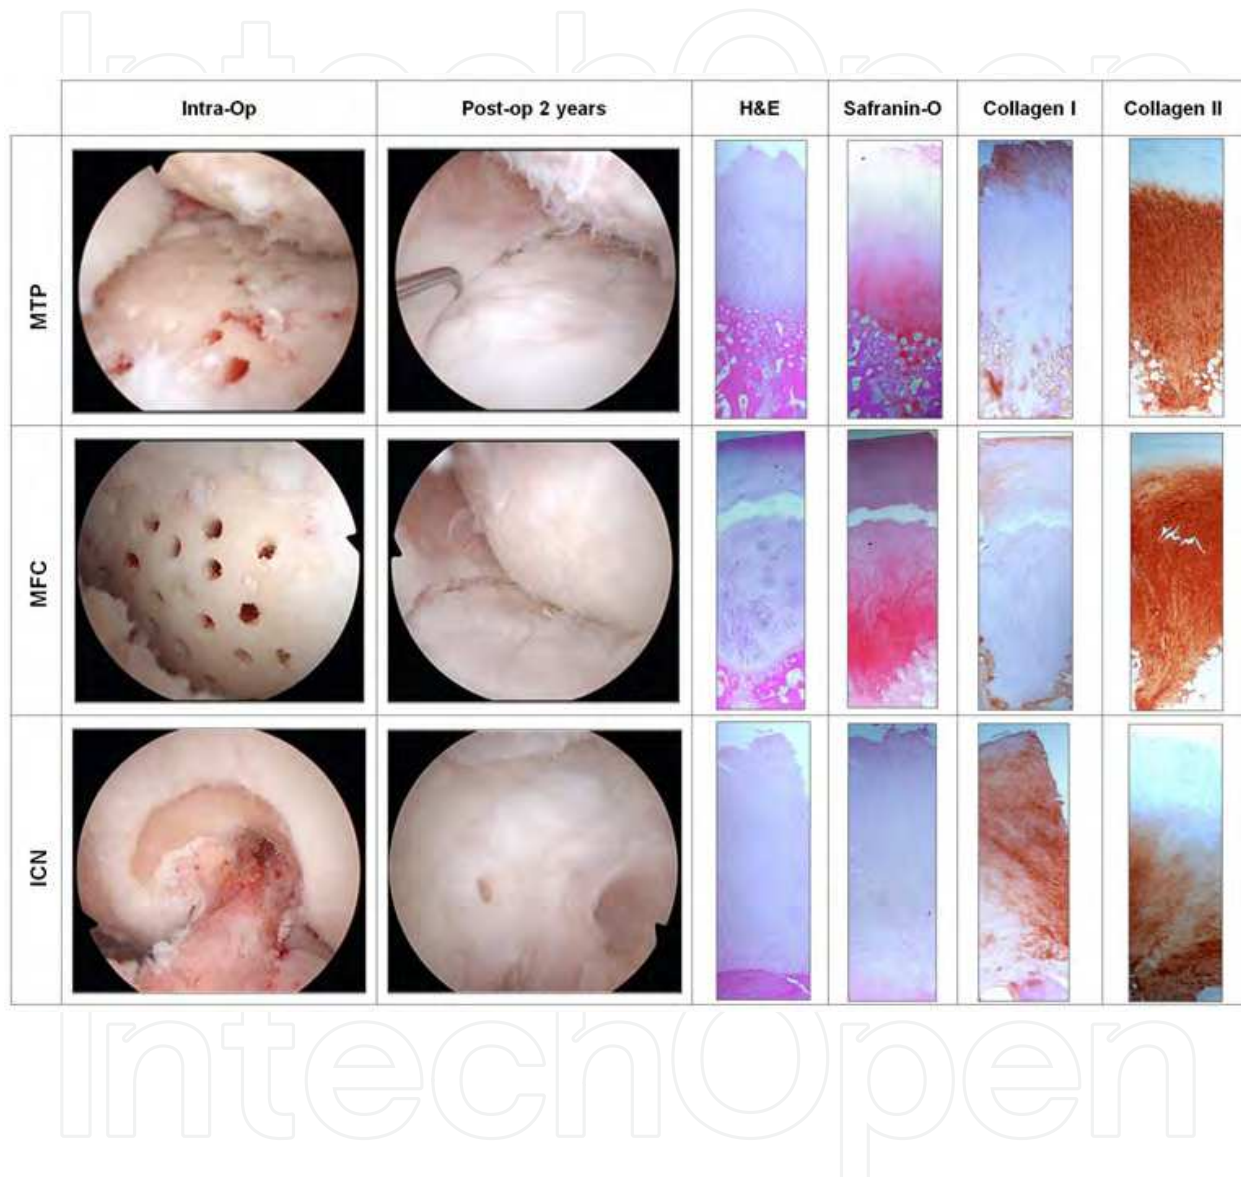 IntechOpen
Intra-Op Post-op 2 years H&E Safranin-O Collagen I Collagen II
MTP
MFC
ICN
IntechOpen